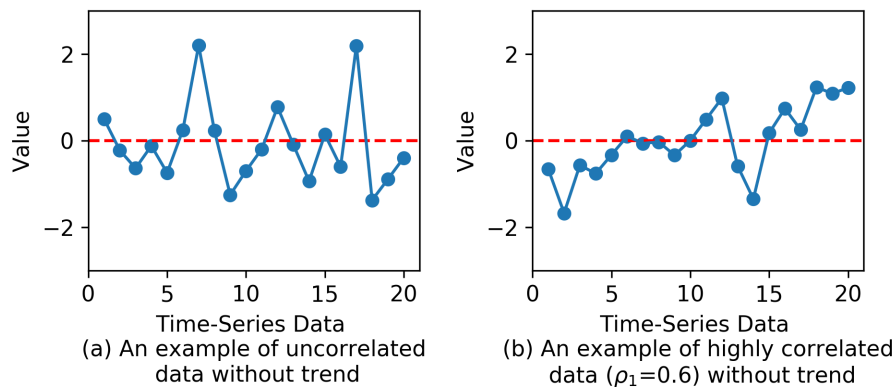 2
0
−2
Value
0
5
10
15
20
Time-Series Data
(a) An example of uncorrelated
data without trend
2
0
−2
Value
0
5
10
15
20
Time-Series Data
(b) An example of highly correlated
data (ρ₁=0.6) without trend